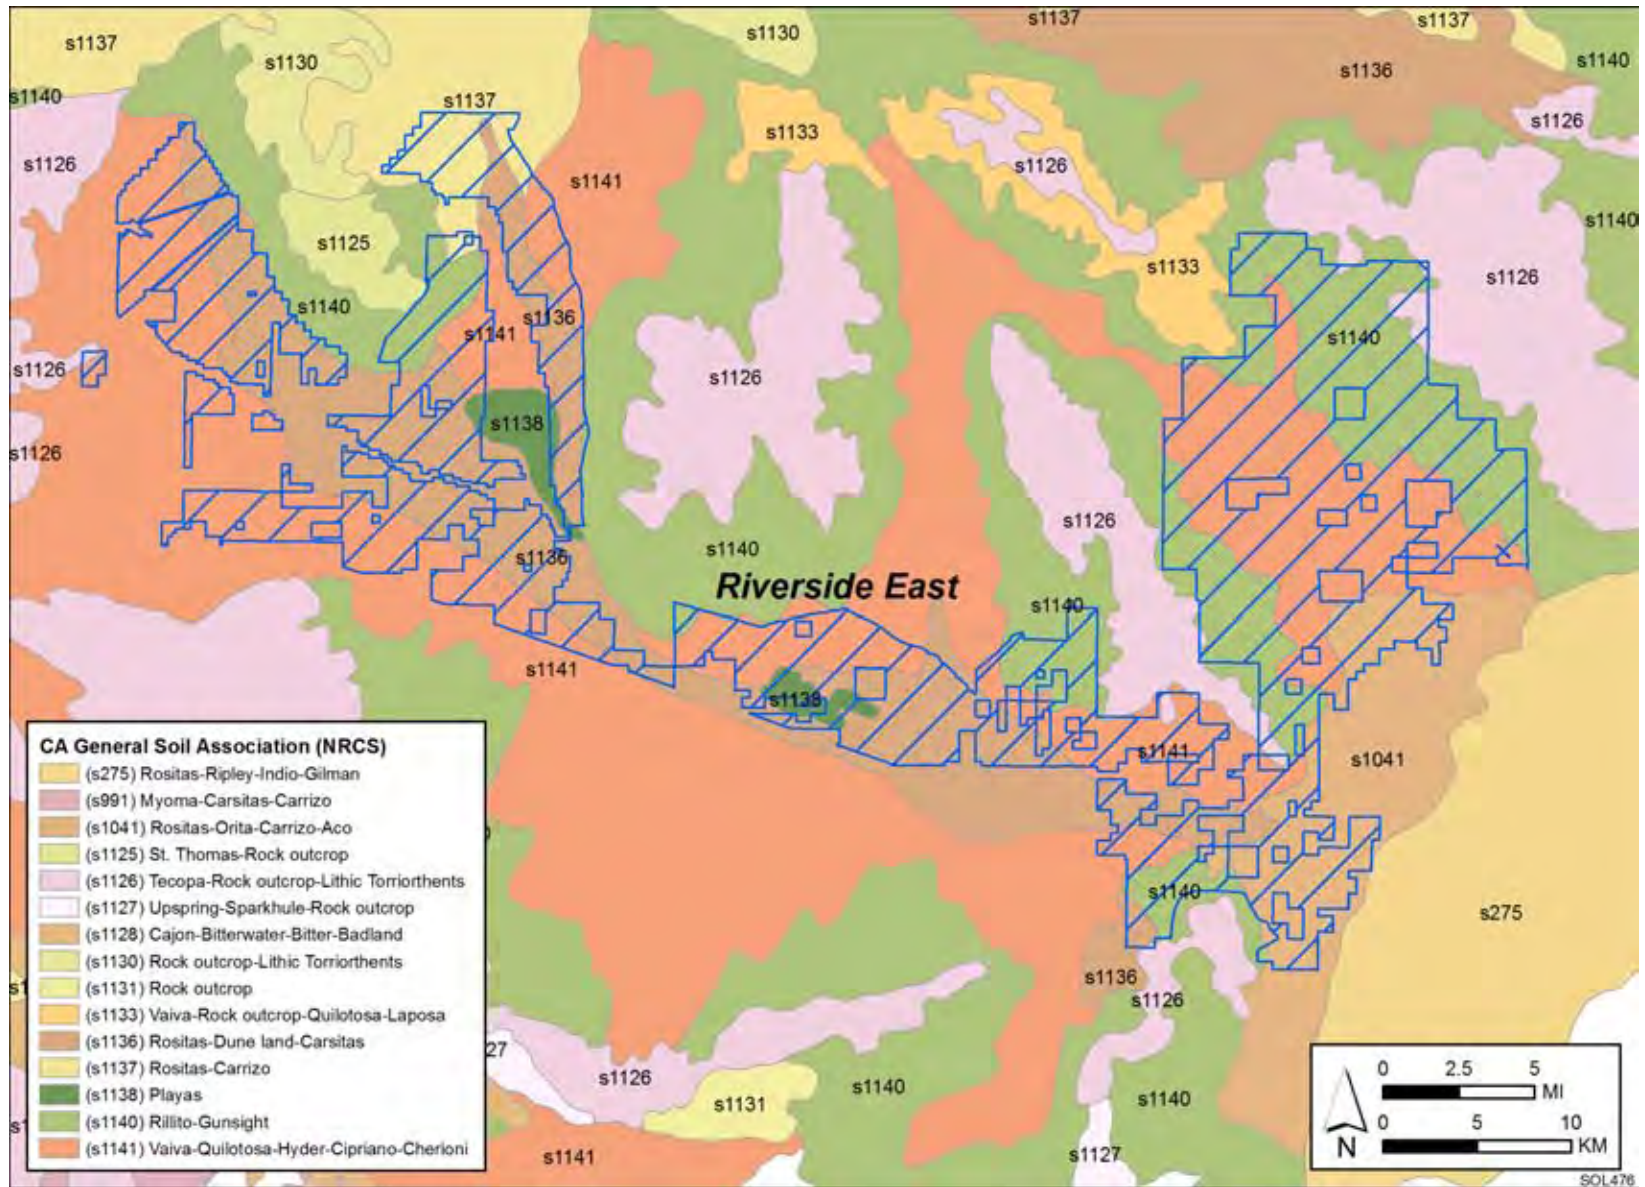 s1137
s1130
s1137
s1130
s1137
s1137
s1140
s1136
s1140
s1133
s1126
s1126
s1126
s1141
s1140
s1125
s1133
s1126
s1140
s1141
s1136
s1140
s1126
s1126
s1138
s1126
s1126
s1140
s1136
Riverside East
s1140
s1141
s1138
s1141
s1041
s1140
s275
s1136
s1126
s1126
s1131
s1140
s1140
s1141
s1127
27
CA General Soil Association (NRCS)
(s275) Rositas-Ripley-Indio-Gilman
(s991) Myoma-Carsitas-Carrizo
(s1041) Rositas-Orita-Carrizo-Aco
(s1125) St. Thomas-Rock outcrop
(s1126) Tecopa-Rock outcrop-Lithic Torriorthents
(s1127) Upspring-Sparkhule-Rock outcrop
(s1128) Cajon-Bitterwater-Bitter-Badland
(s1130) Rock outcrop-Lithic Torriorthents
(s1131) Rock outcrop
(s1133) Vaiva-Rock outcrop-Quilotosa-Laposa
(s1136) Rositas-Dune land-Carsitas
(s1137) Rositas-Carrizo
(s1138) Playas
(s1140) Rillito-Gunsight
(s1141) Vaiva-Quilotosa-Hyder-Cipriano-Cherioni
0 2.5 5
MI
0 5 10
KM
N
SOL476